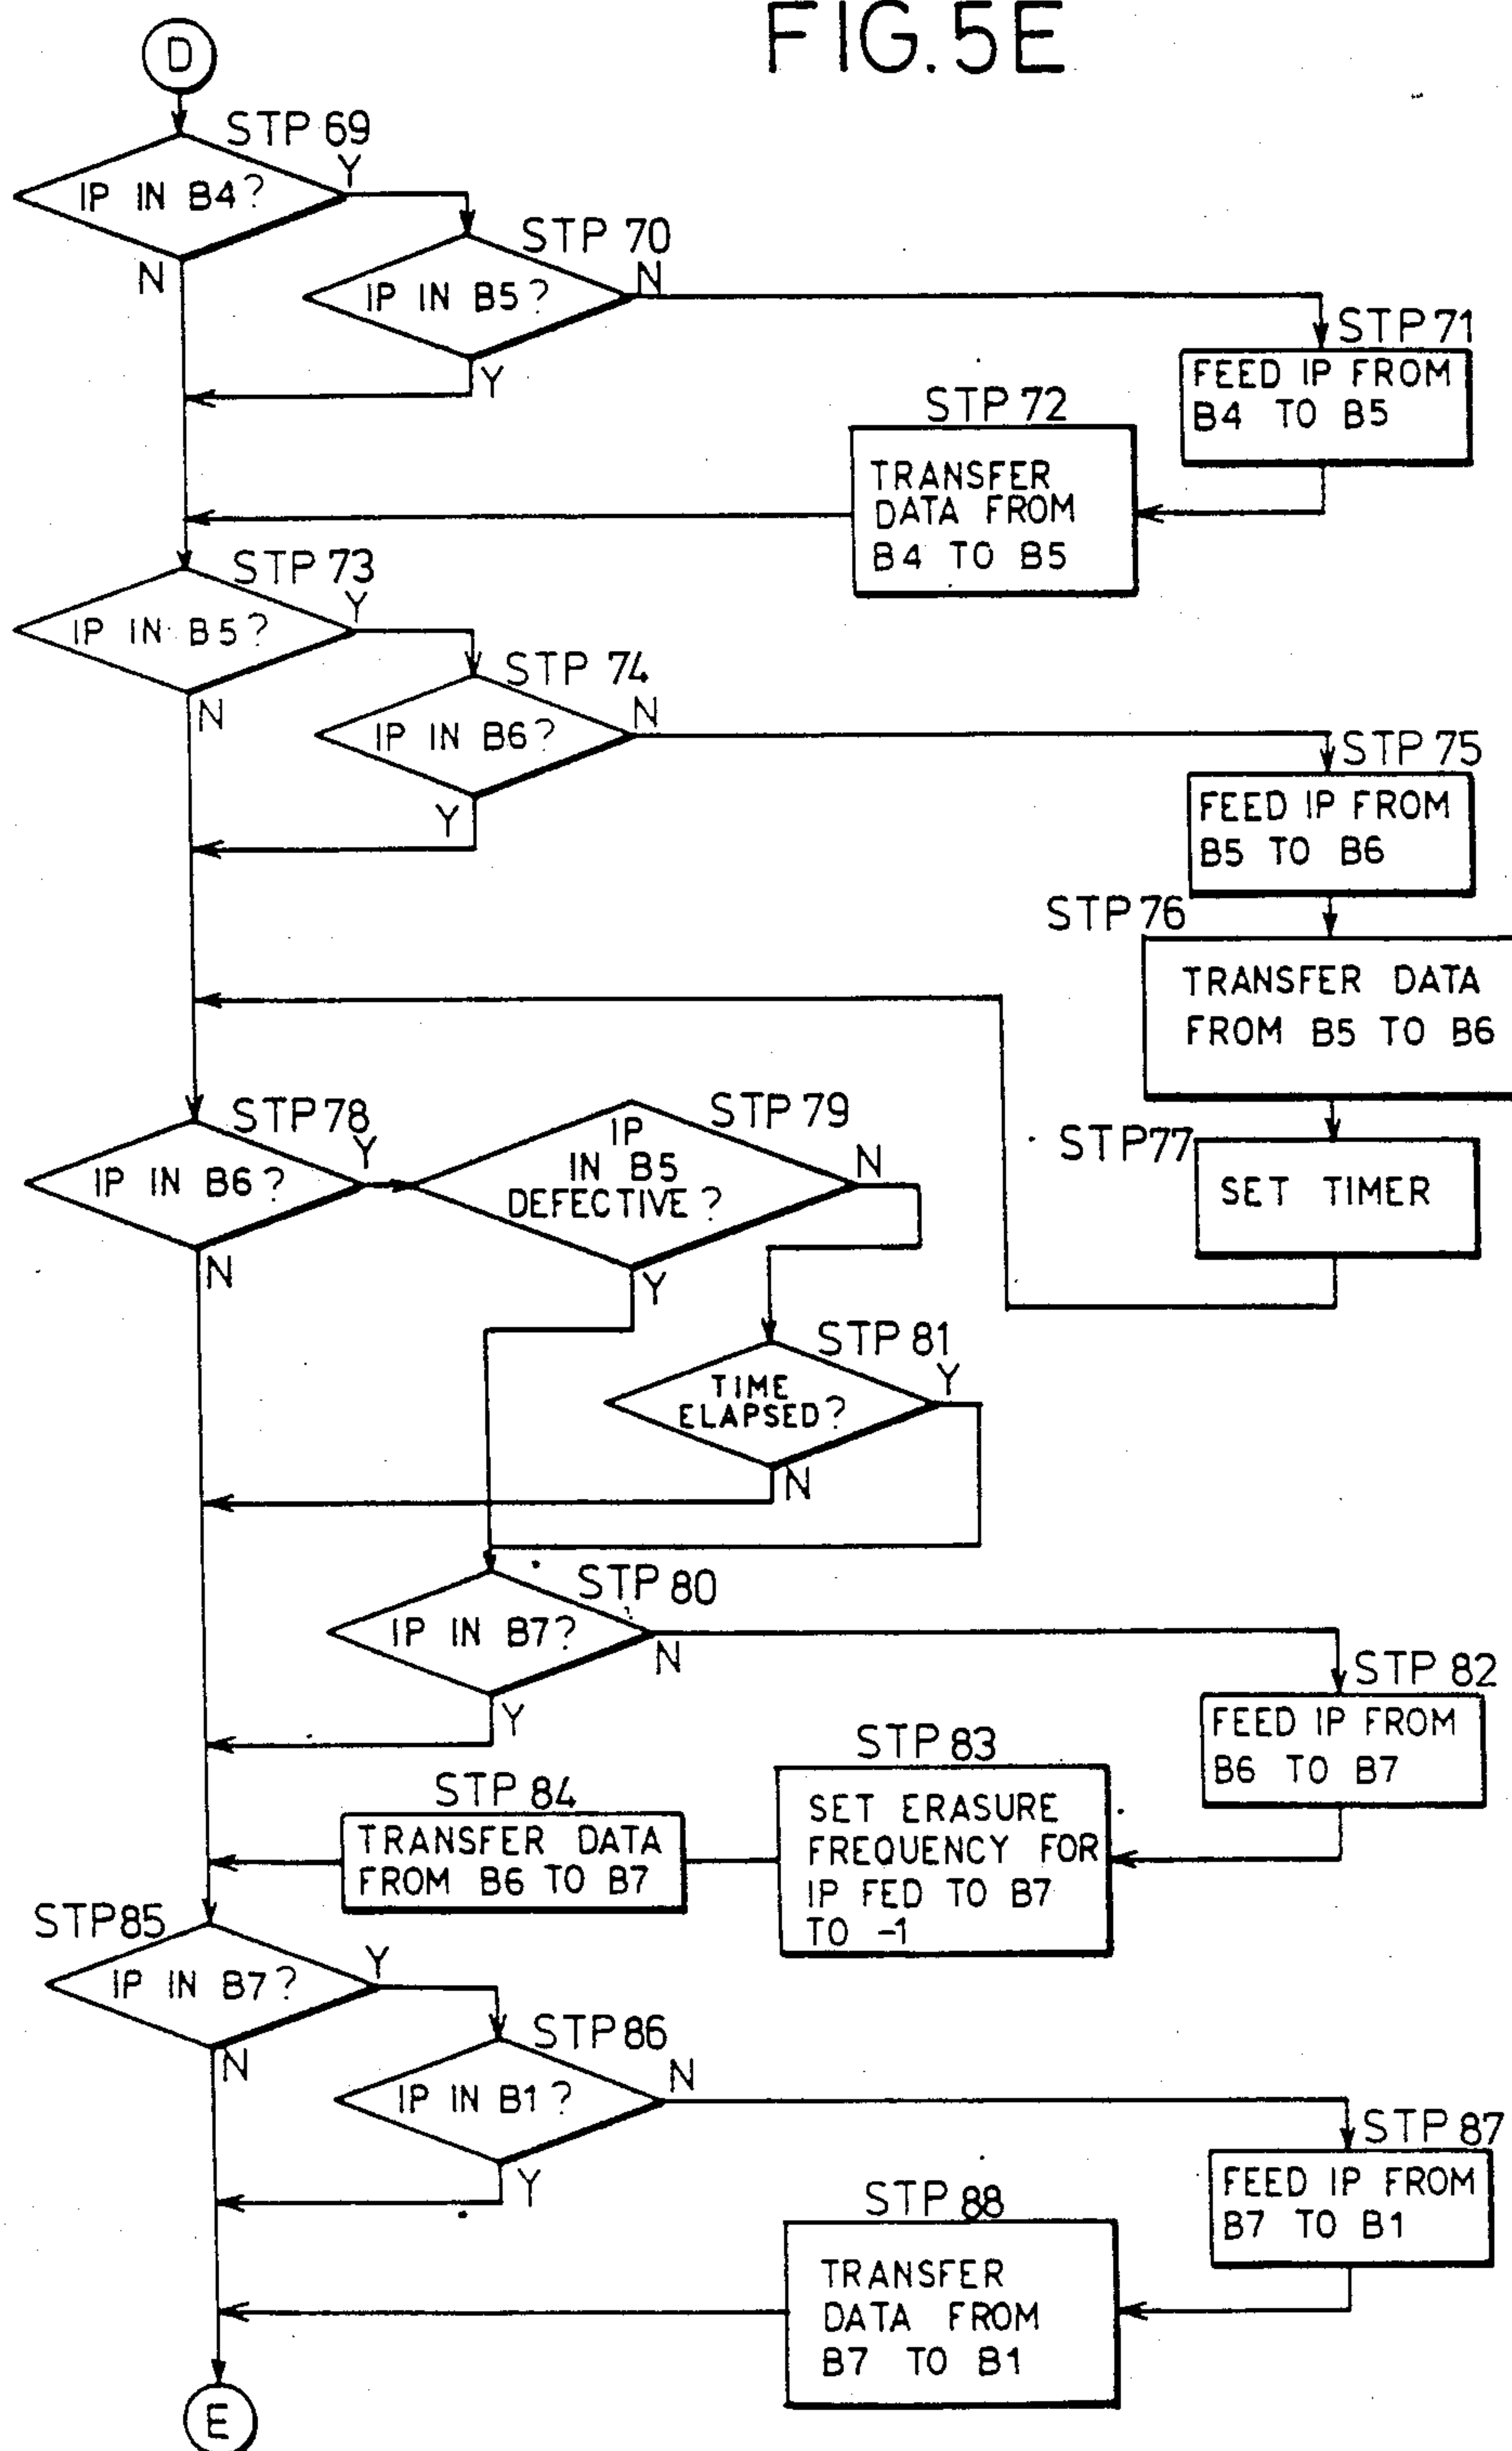 FIG.5E
D
STP 69
IP IN B4?
Y
N
STP 70
IP IN B5?
N
Y
STP 71
FEED IP FROM
B4 TO B5
STP 72
TRANSFER
DATA FROM
B4 TO B5
STP 73
IP IN B5?
Y
N
STP 74
IP IN B6?
N
Y
STP 75
FEED IP FROM
B5 TO B6
STP 76
TRANSFER DATA
FROM B5 TO B6
STP77
SET TIMER
STP78
IP IN B6?
Y
N
STP 79
IP
IN B5
DEFECTIVE?
N
Y
STP 81
TIME
ELAPSED?
Y
N
STP 80
IP IN B7?
N
Y
STP 82
FEED IP FROM
B6 TO B7
STP 83
SET ERASURE
FREQUENCY FOR
IP FED TO B7
TO -1
STP 84
TRANSFER DATA
FROM B6 TO B7
STP85
IP IN B7?
Y
N
STP86
IP IN B1?
N
Y
STP 87
FEED IP FROM
B7 TO B1
STP 88
TRANSFER
DATA FROM
B7 TO B1
E